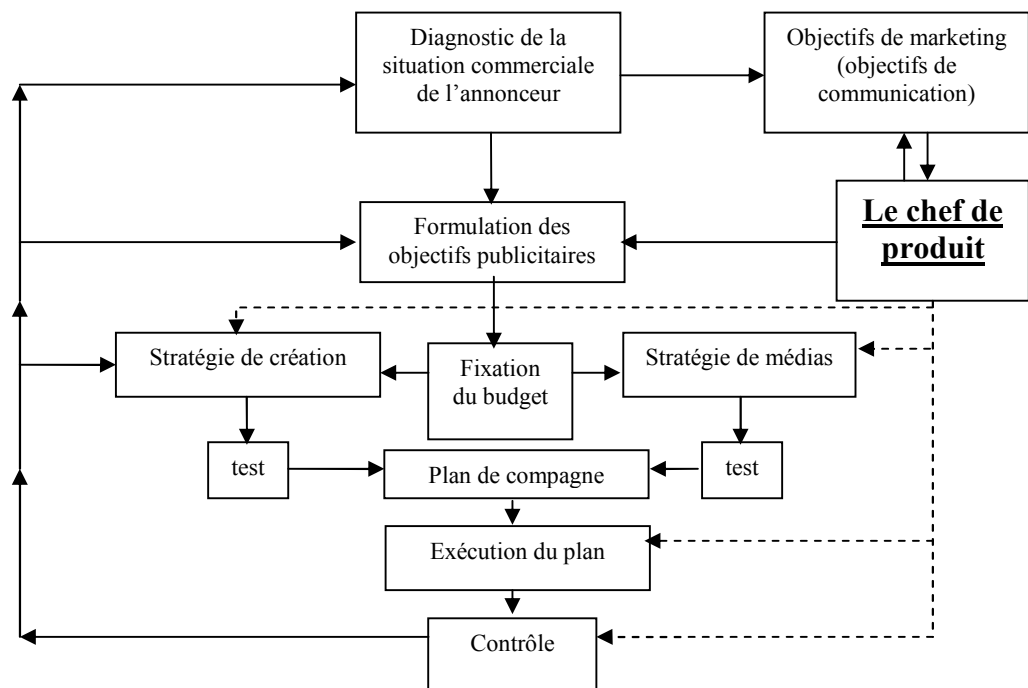 Diagnostic de la
situation commerciale
de l’annonceur
Objectifs de marketing
(objectifs de
communication)
Le chef de
produit
Formulation des
objectifs publicitaires
Stratégie de création
Fixation
du budget
Stratégie de médias
test
Plan de compagne
test
Exécution du plan
Contrôle